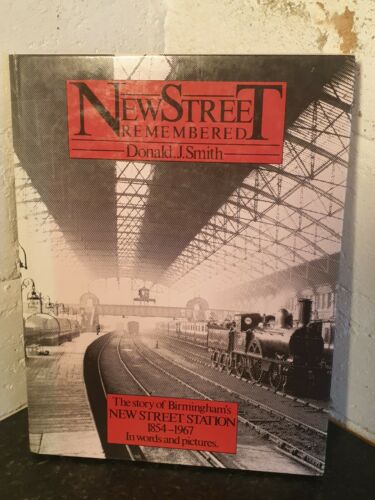 NEW STREET
REMEMBERED
Donald. J. Smith
The story of Birmingham's
NEW STREET STATION
1854-1967
In words and pictures.